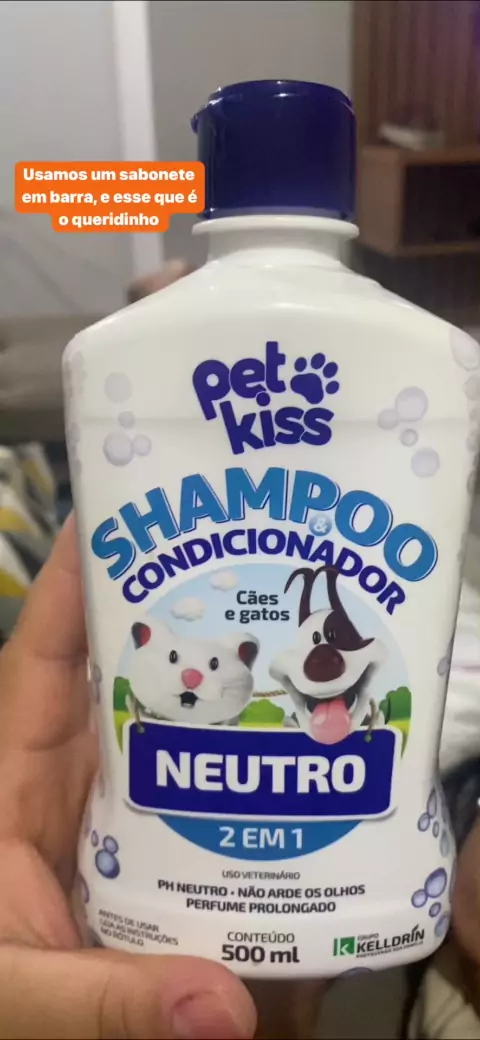 Usamos um sabonete
em barra, e esse que é
o queridinho
pet
kiss
SHAMPOO
&
CONDICIONADOR
Cães
e gatos
NEUTRO
2 EM 1
USO VETERINÁRIO
PH NEUTRO • NÃO ARDE OS OLHOS
PERFUME PROLONGADO
ANTES DE USAR
LEIA AS INSTRUÇÕES
NO RÓTULO
CONTEÚDO
500 ml
GRUPO
KELLDRIN